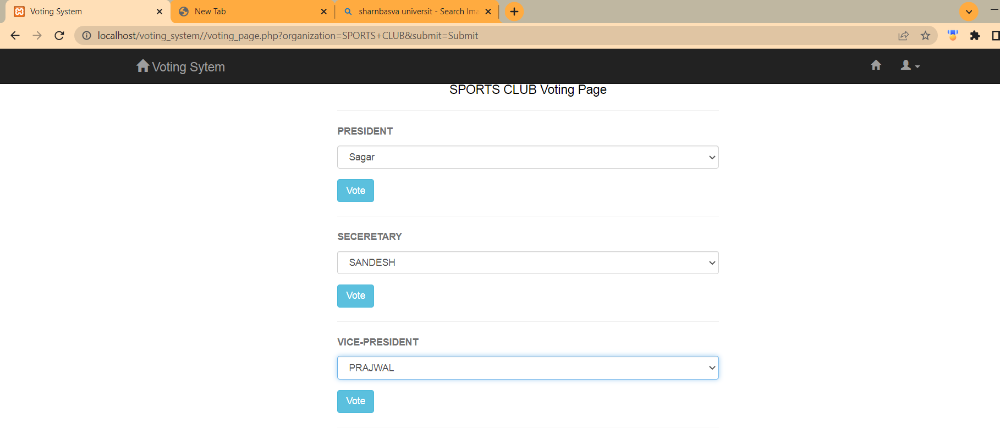 Voting System
New Tab
sharnbasva universit - Search Ima
localhost/voting_system//voting_page.php?organization=SPORTS+CLUB&submit=Submit
Voting Sytem
SPORTS CLUB Voting Page
PRESIDENT
Sagar
Vote
SECERETARY
SANDESH
Vote
VICE-PRESIDENT
PRAJWAL
Vote